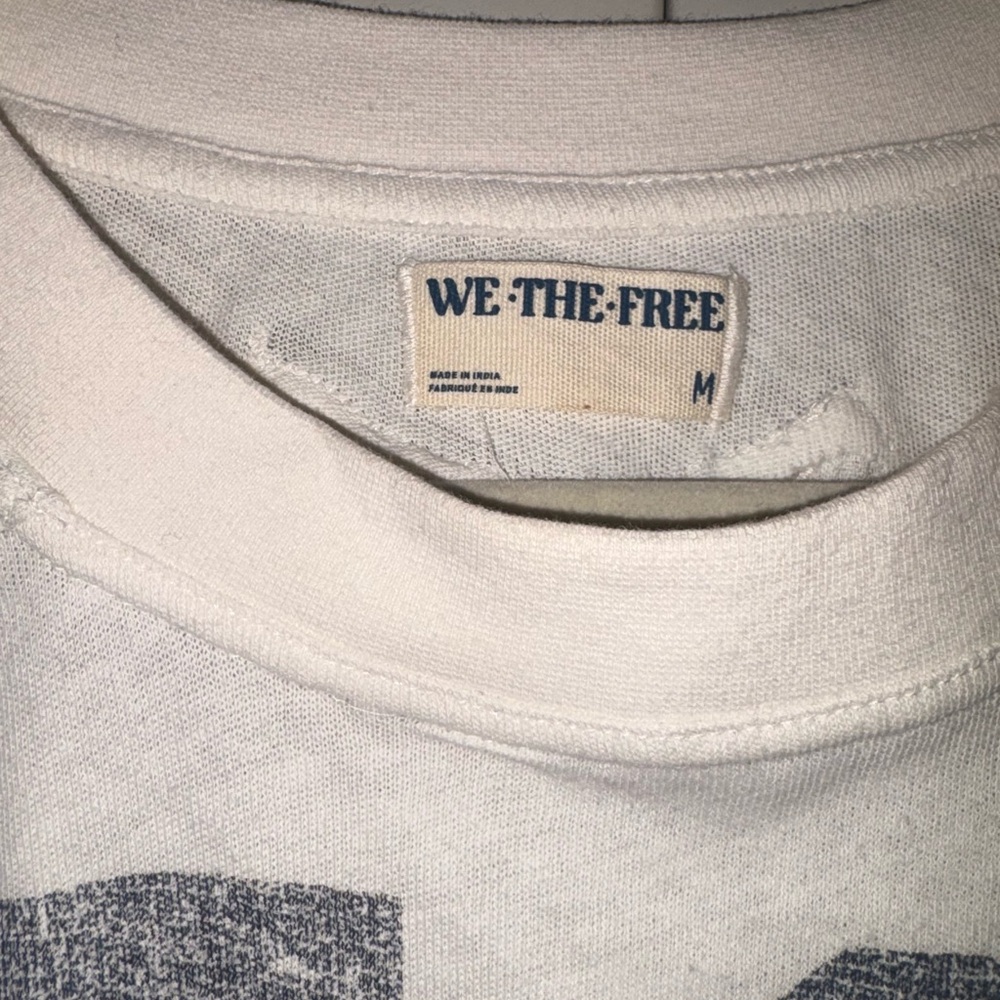 WE·THE·FREE
MADE IN INDIA
FABRIQUÉ EN INDE
M